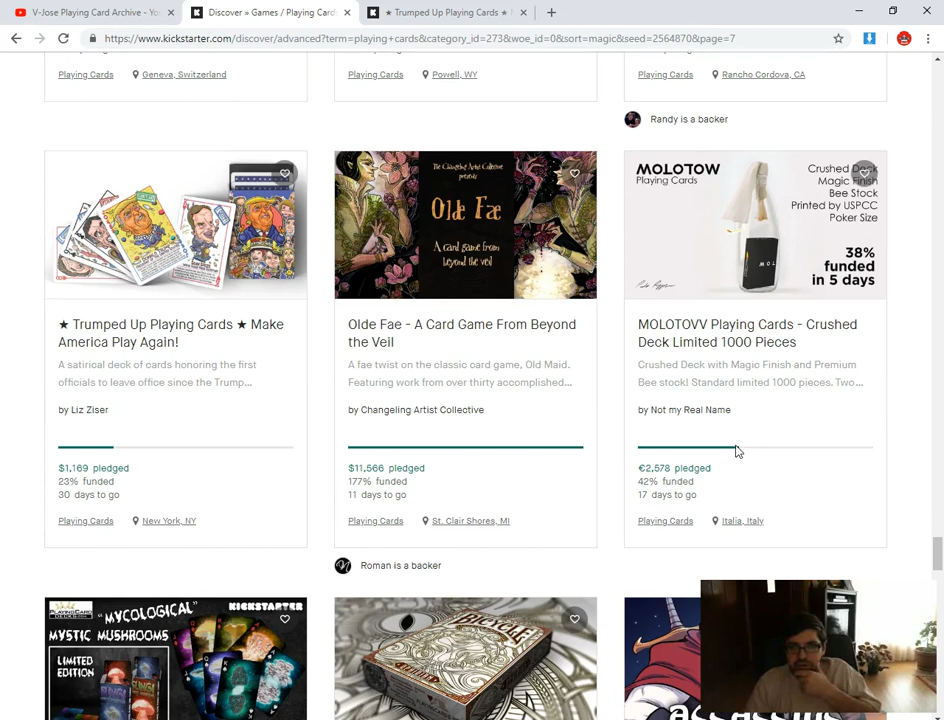 V-Jose Playing Card Archive - Yo
Discover » Games / Playing Cards
★ Trumped Up Playing Cards ★ M
https://www.kickstarter.com/discover/advanced?term=playing+cards&category_id=273&woe_id=0&sort=magic&seed=2564870&page=7
Playing Cards Geneva, Switzerland
Playing Cards Powell, WY
Playing Cards Rancho Cordova, CA
Randy is a backer
★ Trumped Up Playing Cards ★ Make
America Play Again!
A satirical deck of cards honoring the first
officials to leave office since the Trump...
by Liz Ziser
$1,169 pledged
23% funded
30 days to go
Playing Cards New York, NY
The Changeling Artist Collective
presents
Olde Fae
A card game from
beyond the veil
Olde Fae - A Card Game From Beyond
the Veil
A fae twist on the classic card game, Old Maid.
Featuring work from over thirty accomplished...
by Changeling Artist Collective
$11,566 pledged
177% funded
11 days to go
Playing Cards St. Clair Shores, MI
Roman is a backer
MOLOTOW
Playing Cards
Crushed Deck
Magic Finish
Bee Stock
Printed by USPCC
Poker Size
38%
funded
in 5 days
MOLOTOVV Playing Cards - Crushed
Deck Limited 1000 Pieces
Crushed Deck with Magic Finish and Premium
Bee stock! Standard limited 1000 pieces. Two...
by Not my Real Name
€2,578 pledged
42% funded
17 days to go
Playing Cards Italia, Italy
PLAYINGCARD
DECKS
"MYCOLOGICAL"
KICKSTARTER
MYSTIC MUSHROOMS
LIMITED
EDITION
BICYCLE